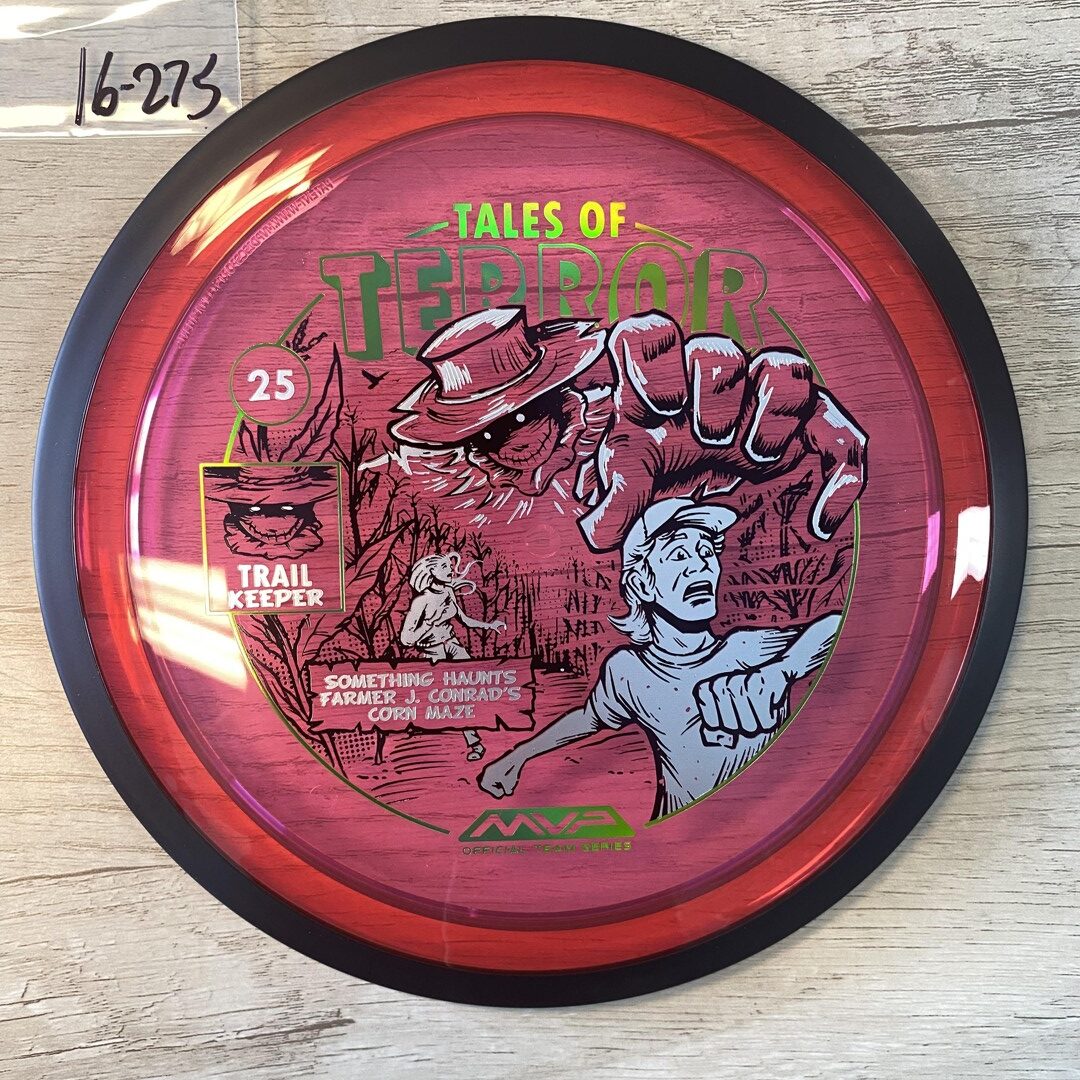 16-275
TALES OF
TERROR
25
TRAIL
KEEPER
SOMETHING HAUNTS
FARMER J. CONRAD'S
CORN MAZE
MVP
OFFICIAL TEAM SERIES